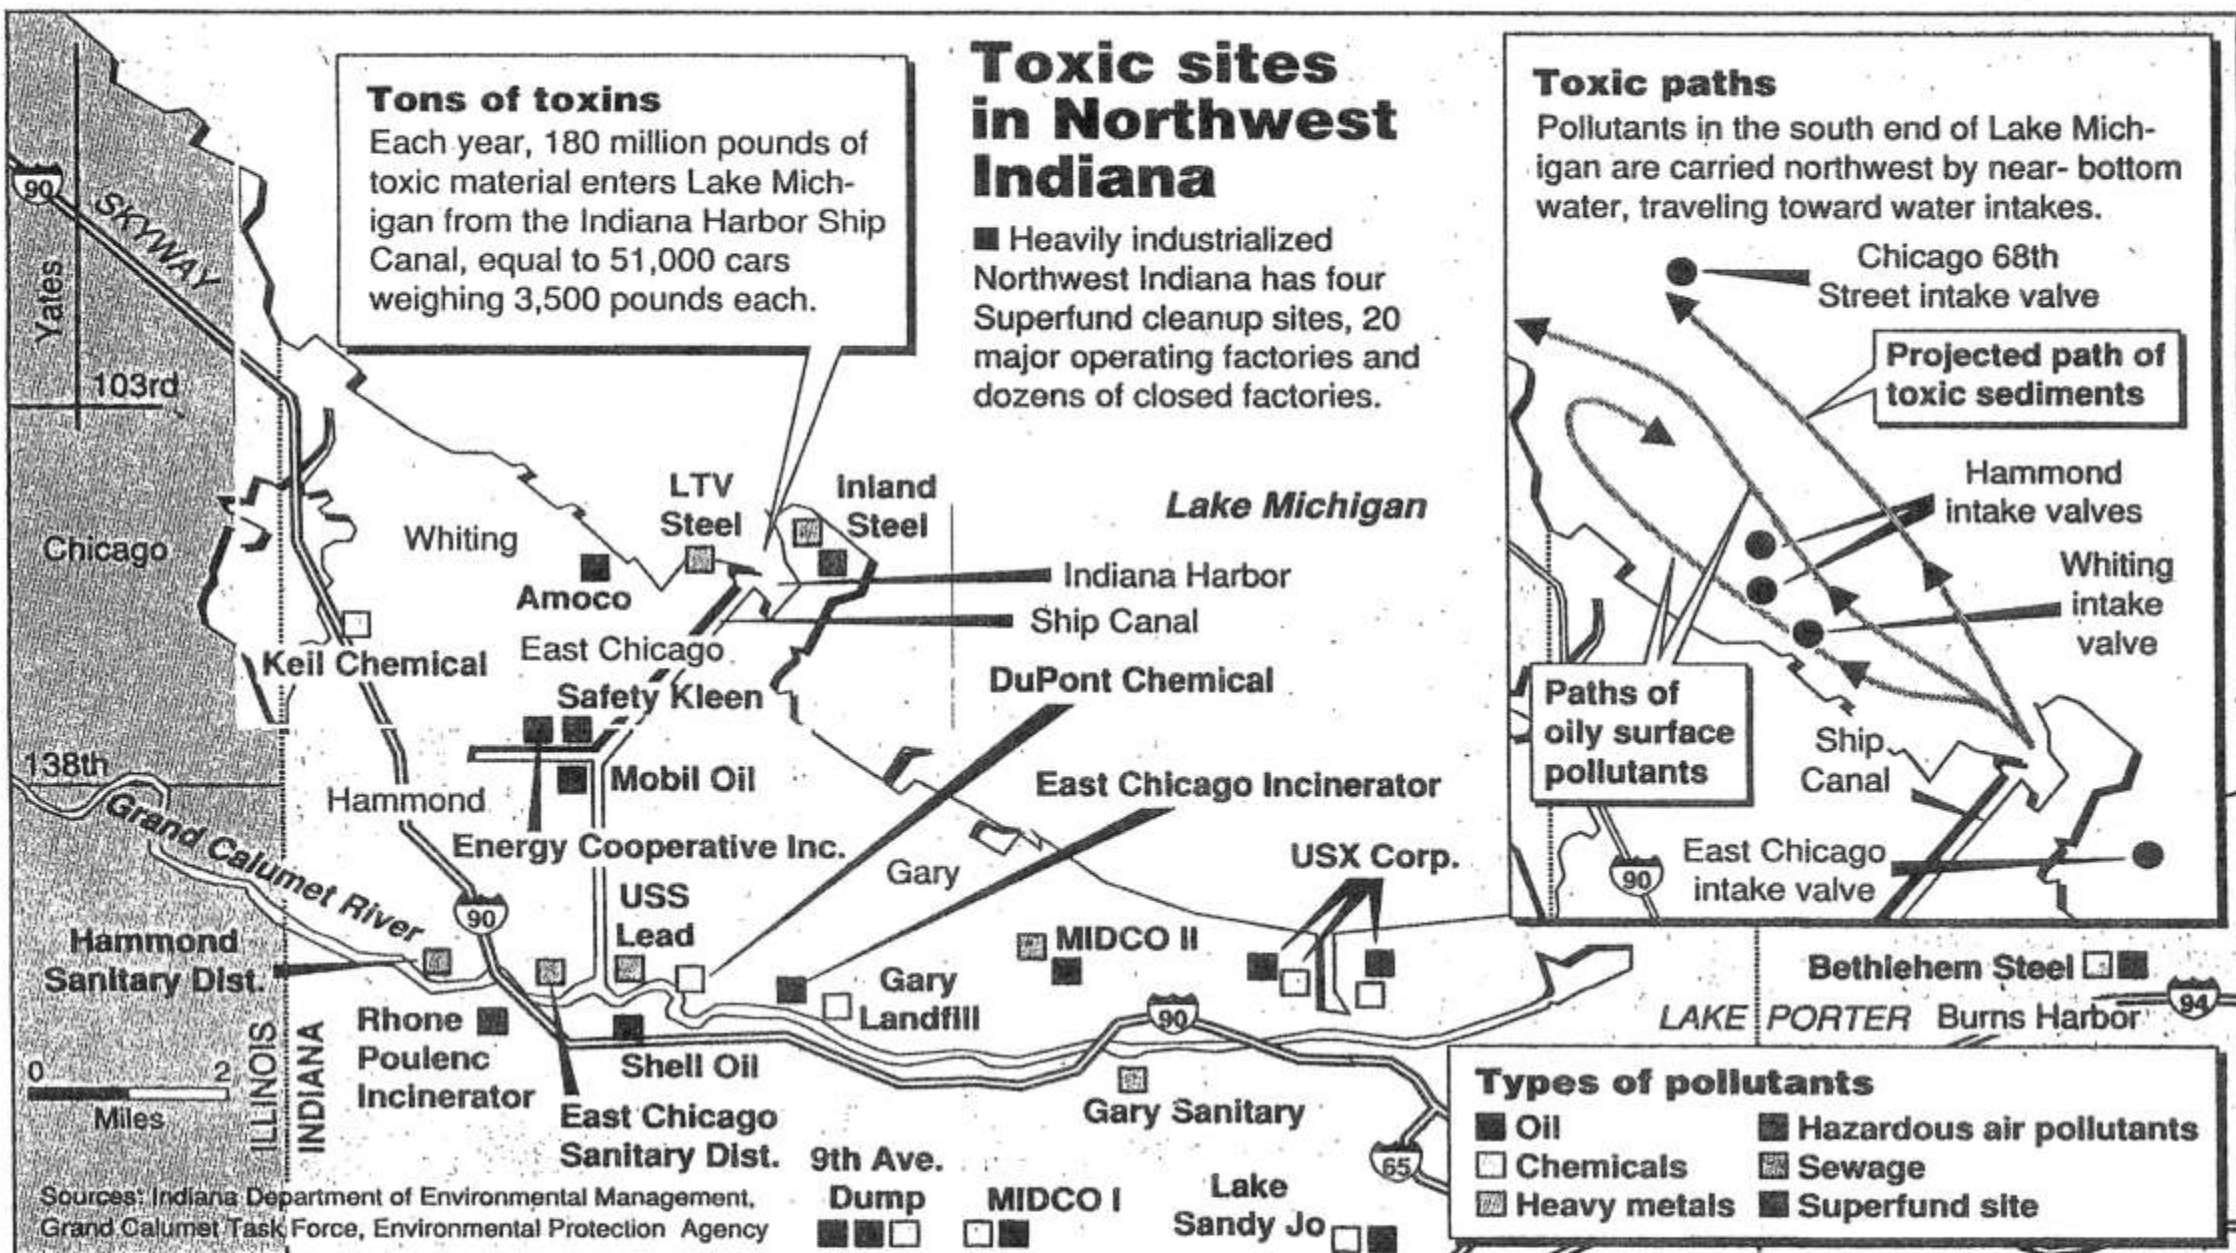 Toxic sites
in Northwest
Indiana
■ Heavily industrialized
Northwest Indiana has four
Superfund cleanup sites, 20
major operating factories and
dozens of closed factories.
Tons of toxins
Each year, 180 million pounds of
toxic material enters Lake Mich-
igan from the Indiana Harbor Ship
Canal, equal to 51,000 cars
weighing 3,500 pounds each.
90
SKYWAY
Yates
103rd
Chicago
Whiting
LTV
Steel
Inland
Steel
Lake Michigan
Amoco
Indiana Harbor
Ship Canal
East Chicago
Keil Chemical
Safety Kleen
DuPont Chemical
138th
Hammond
Mobil Oil
East Chicago Incinerator
Grand Calumet River
Energy Cooperative Inc.
Gary
USX Corp.
90
USS
Lead
Hammond
Sanitary Dist.
MIDCO II
Gary
Landfill
90
Rhone
Poulenc
Incinerator
Shell Oil
East Chicago
Sanitary Dist.
Gary Sanitary
Bethlehem Steel
LAKE
PORTER
Burns Harbor
94
65
ILLINOIS
INDIANA
0
2
Miles
9th Ave.
Dump
MIDCO I
Lake
Sandy Jo
Sources: Indiana Department of Environmental Management,
Grand Calumet Task Force, Environmental Protection Agency
Toxic paths
Pollutants in the south end of Lake Mich-
igan are carried northwest by near- bottom
water, traveling toward water intakes.
Chicago 68th
Street intake valve
Projected path of
toxic sediments
Hammond
intake valves
Whiting
intake
valve
Paths of
oily surface
pollutants
Ship
Canal
East Chicago
intake valve
90
Types of pollutants
Oil
Chemicals
Heavy metals
Hazardous air pollutants
Sewage
Superfund site